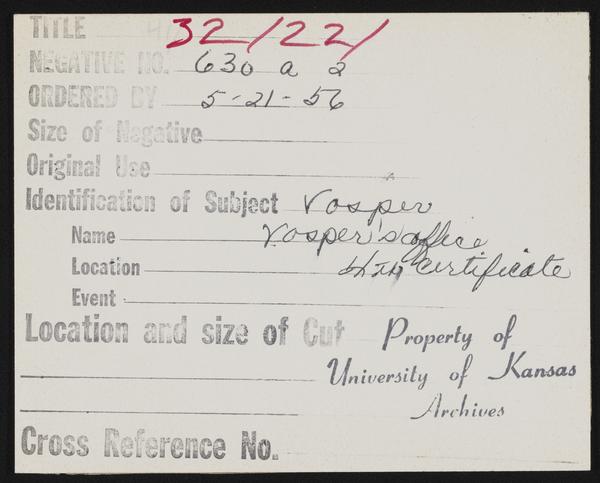 TITLE 32/22/
NEGATIVE NO. 630 a 2
ORDERED BY 5-21-56
Size of Negative
Original Use
Identification of Subject Vosper
Name Vosper's office
Location Certificate
Event
Location and size of Cut Property of
University of Kansas
Archives
Cross Reference No.